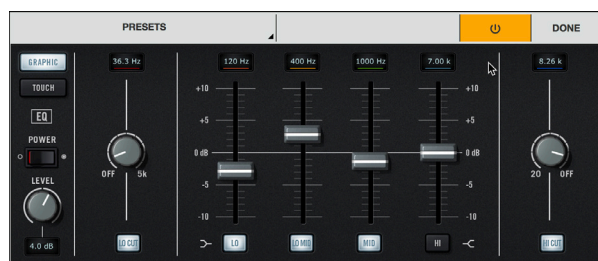 PRESETS
DONE
GRAPHIC
TOUCH
EQ
POWER
LEVEL
4.0 dB
36.3 Hz
OFF 5k
LO CUT
120 Hz 400 Hz 1000 Hz 7.00 k
+10 +10
+5 +5
0 dB 0 dB
-5 -5
-10 -10
LO LO MID MID HI
8.26 k
20 OFF
HI CUT